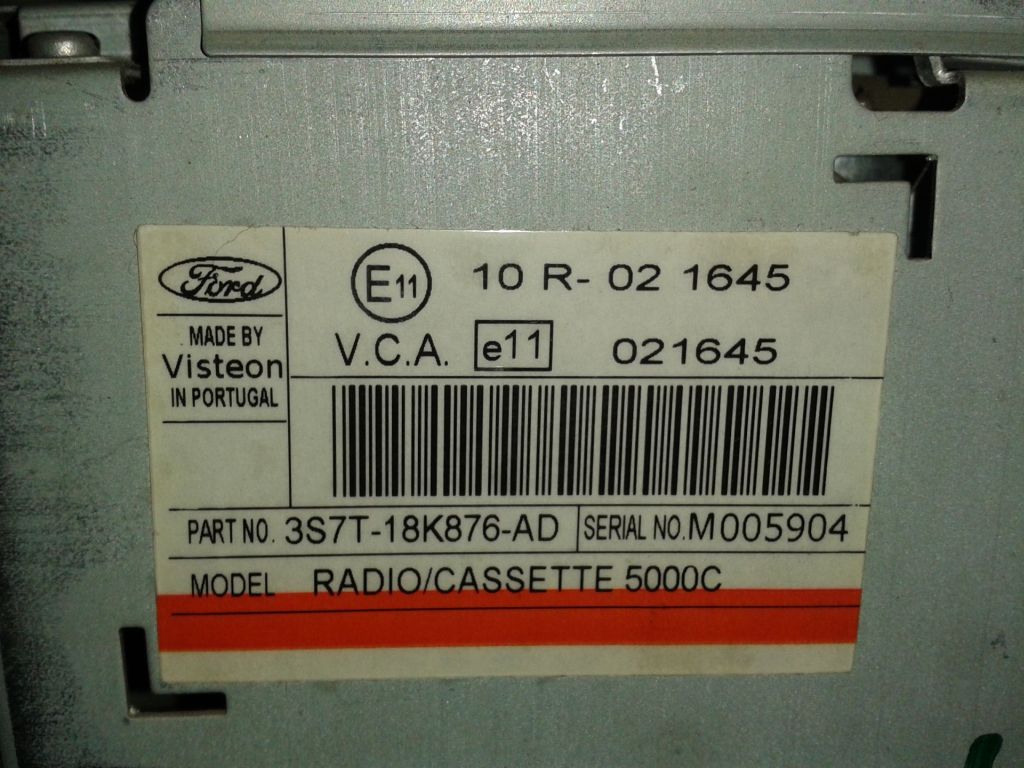 Ford
MADE BY
Visteon
IN PORTUGAL
E11 10 R- 02 1645
V.C.A. e11 021645
PART NO. 3S7T-18K876-AD SERIAL NO. M005904
MODEL RADIO/CASSETTE 5000C